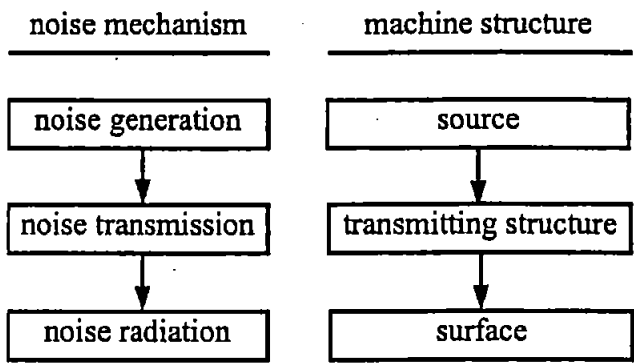 noise mechanism
machine structure
noise generation
source
noise transmission
transmitting structure
noise radiation
surface